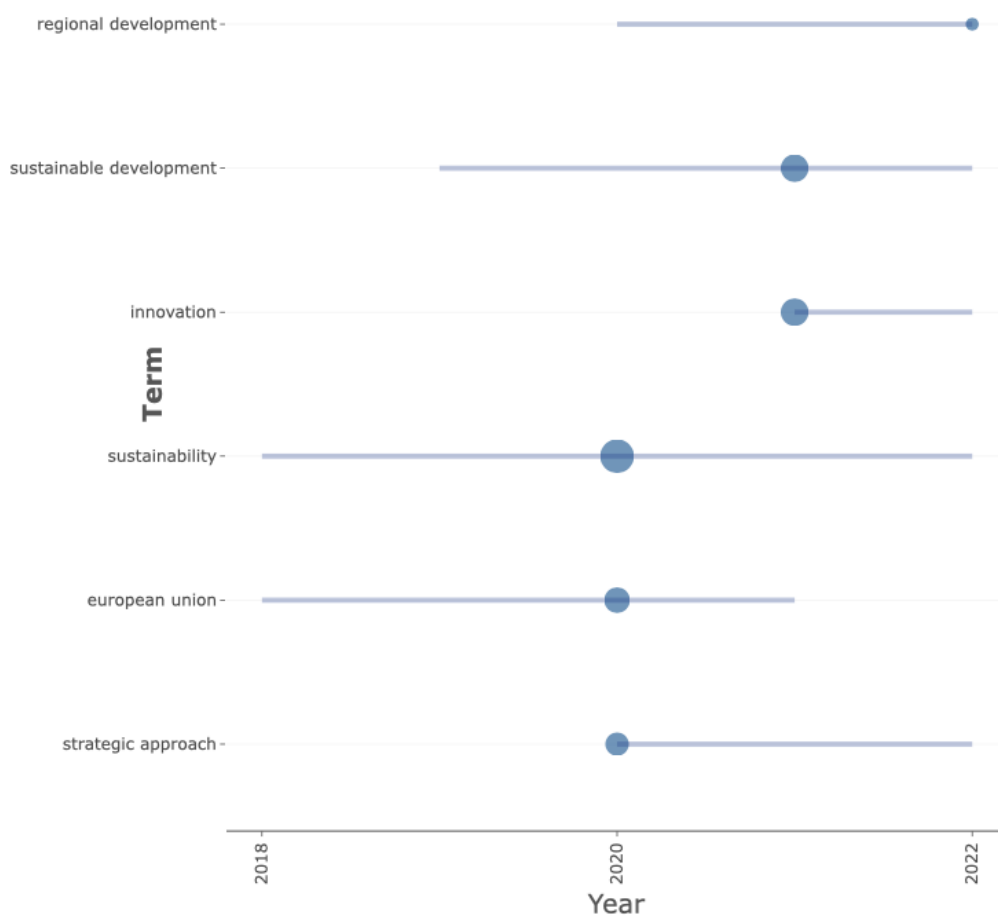 regional development
sustainable development
innovation
Term
sustainability
european union
strategic approach
2018
2020
2022
Year